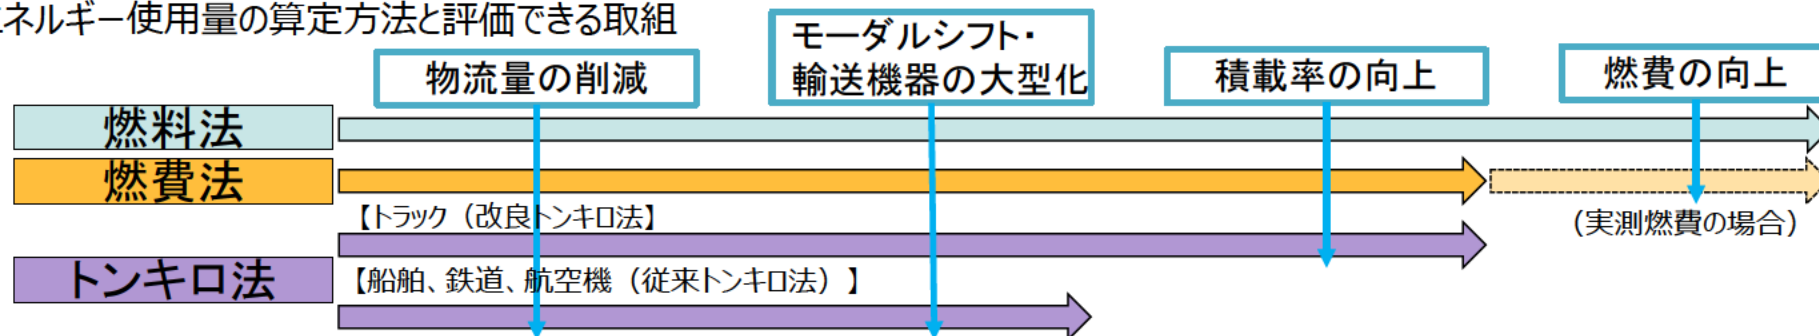 ネルギー使用量の算定方法と評価できる取組
モーダルシフト・
輸送機器の大型化
物流量の削減
積載率の向上
燃費の向上
燃料法
燃費法
【トラック（改良トンキロ法】
（実測燃費の場合）
トンキロ法
【船舶、鉄道、航空機（従来トンキロ法）】